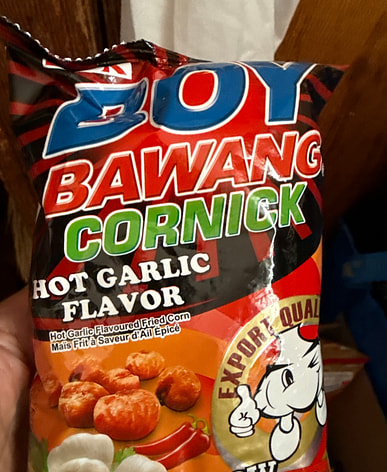 BOY
BAWANG
CORNICK
HOT GARLIC
FLAVOR
Hot Garlic Flavoured Fried Corn
Maïs Frit à Saveur d'Ail Epicé
EXPORT QUAL